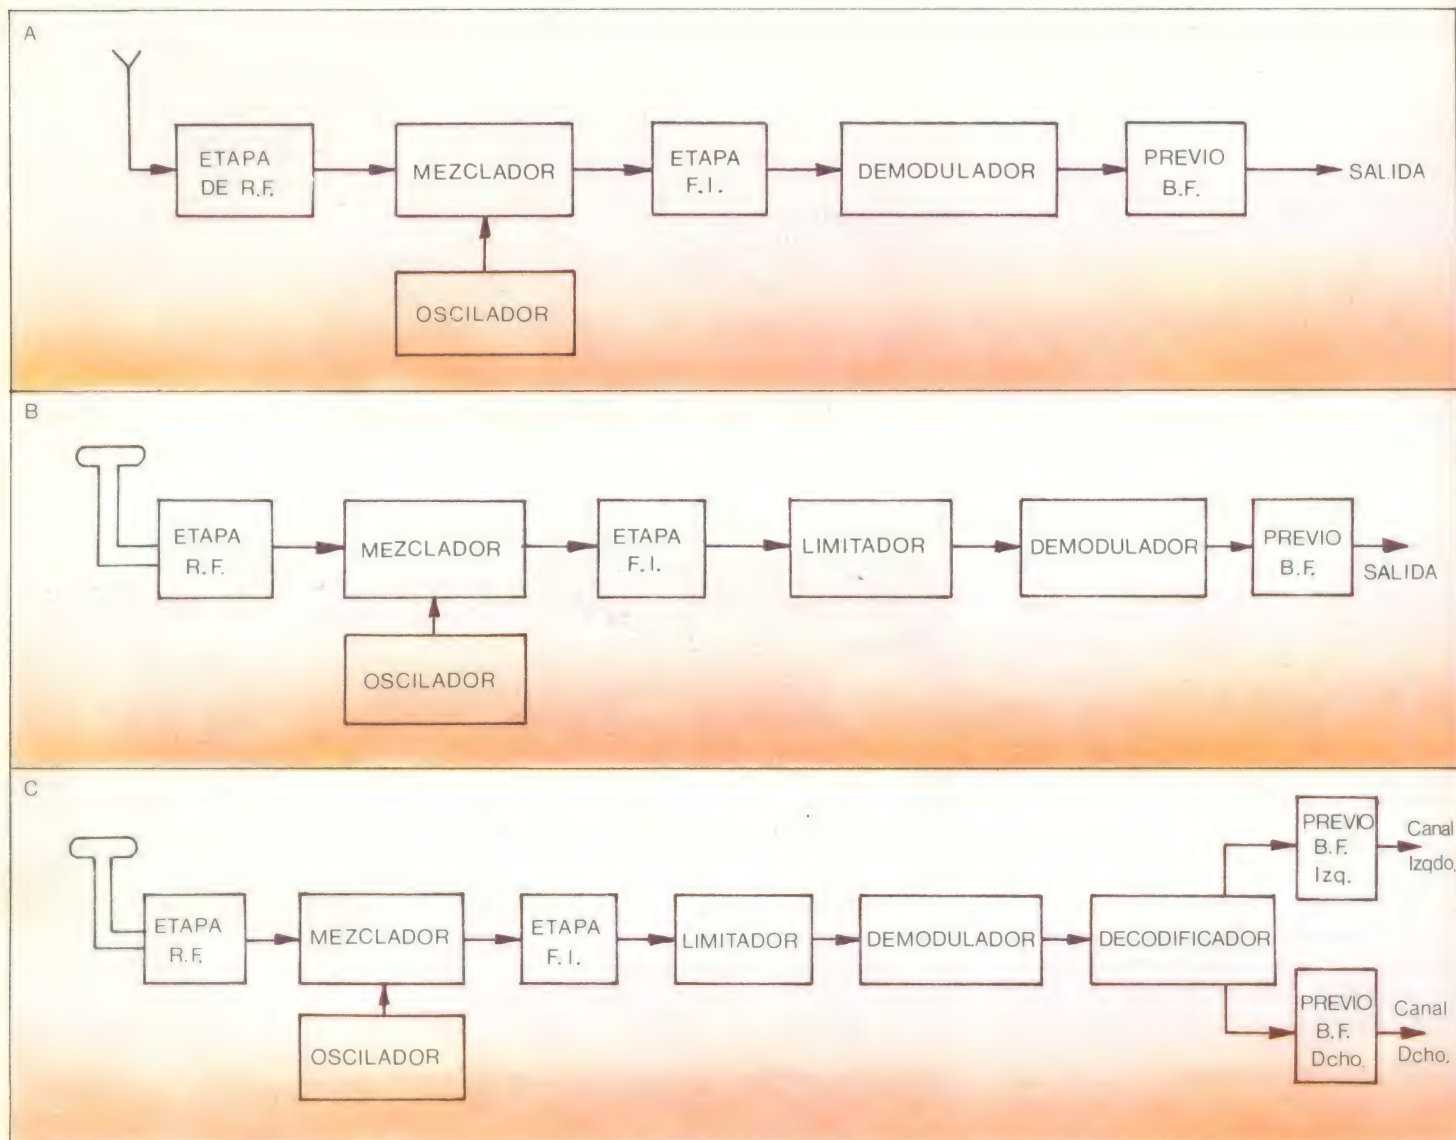 A
ETAPA
DE R.F.
MEZCLADOR
ETAPA
F.I.
DEMODULADOR
PREVIO
B.F.
SALIDA
OSCILADOR
B
ETAPA
R.F.
MEZCLADOR
ETAPA
F.I.
LIMITADOR
DEMODULADOR
PREVIO
B.F.
SALIDA
OSCILADOR
C
ETAPA
R.F.
MEZCLADOR
ETAPA
F.I.
LIMITADOR
DEMODULADOR
DECODIFICADOR
PREVIO
B.F.
Izq.
Canal
Izqdo.
PREVIO
B.F.
Dcho.
Canal
Dcho.
OSCILADOR